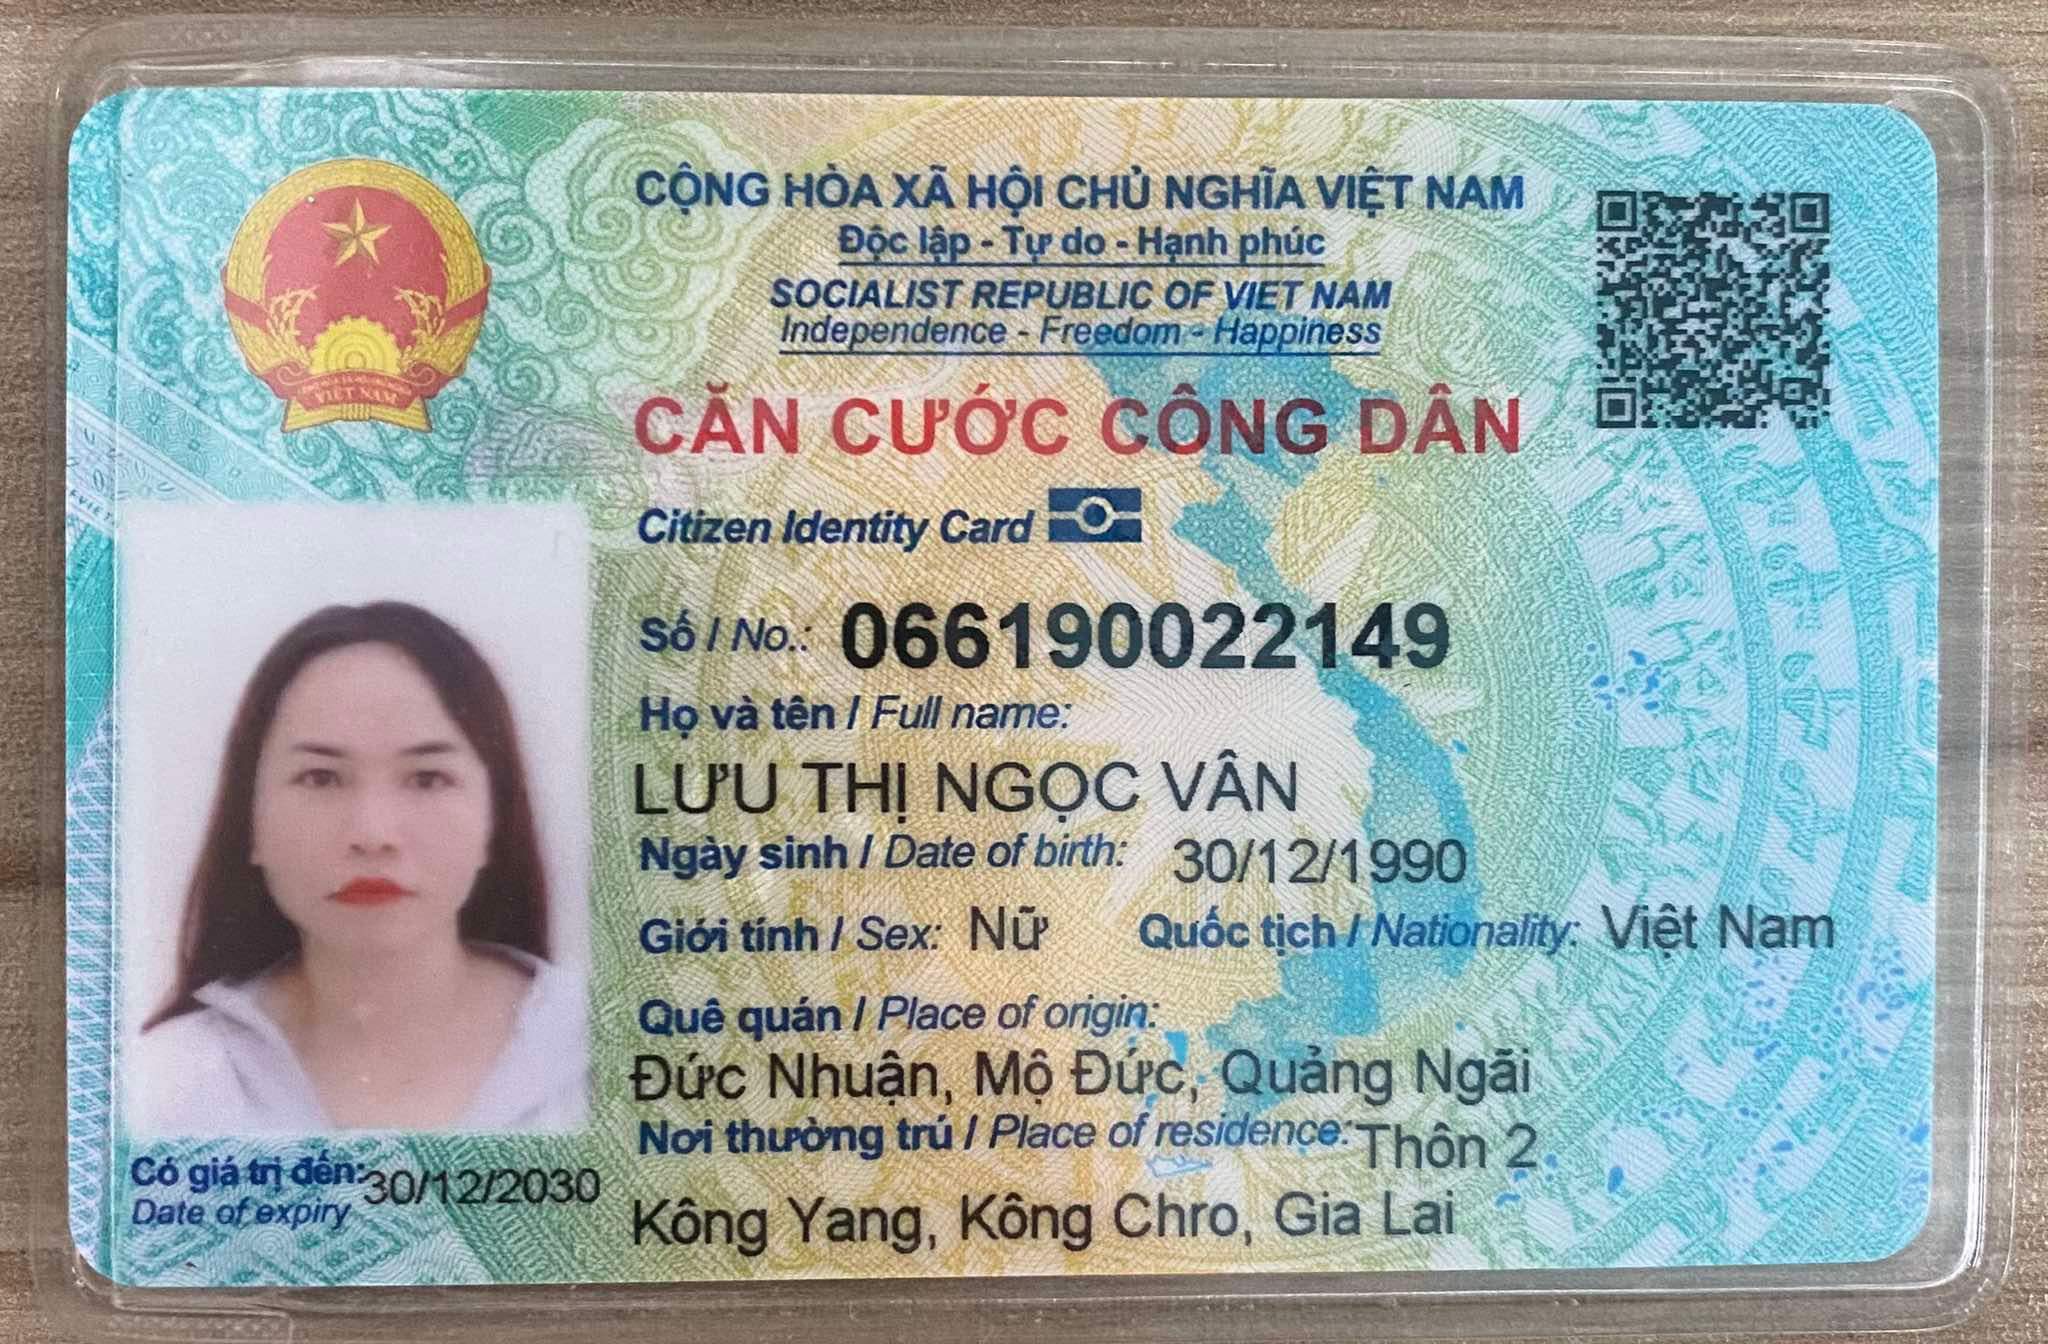 CỘNG HÒA XÃ HỘI CHỦ NGHĨA VIỆT NAM
Độc lập - Tự do - Hạnh phúc
SOCIALIST REPUBLIC OF VIET NAM
Independence - Freedom - Happiness
CĂN CƯỚC CÔNG DÂN
Citizen Identity Card
Số / No.: 066190022149
Họ và tên / Full name:
LƯU THỊ NGỌC VÂN
Ngày sinh / Date of birth: 30/12/1990
Giới tính / Sex: Nữ Quốc tịch / Nationality: Việt Nam
Quê quán / Place of origin:
Đức Nhuận, Mộ Đức, Quảng Ngãi
Nơi thường trú / Place of residence: Thôn 2
Kông Yang, Kông Chro, Gia Lai
Có giá trị đến: 30/12/2030
Date of expiry
VIỆT NAM